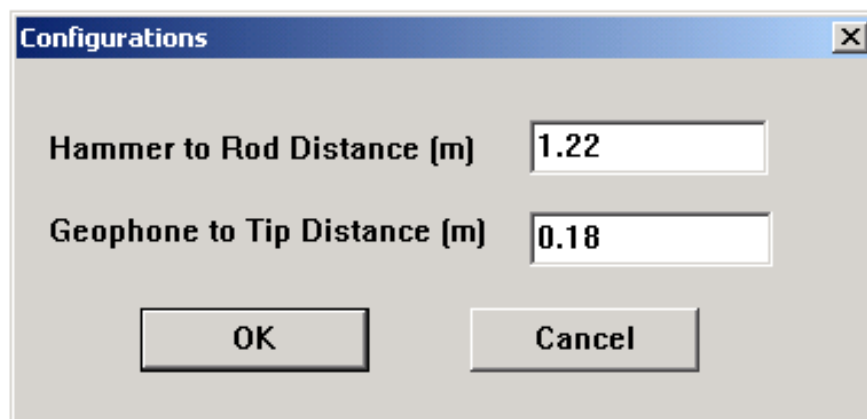 Configurations
Hammer to Rod Distance (m) 1.22
Geophone to Tip Distance (m) 0.18
OK Cancel